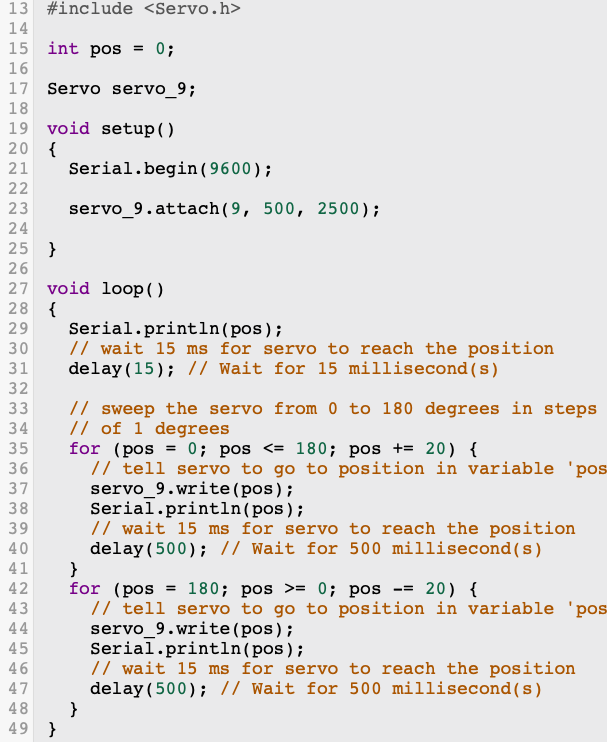 13 #include <Servo.h>
14
15 int pos = 0;
16
17 Servo servo_9;
18
19 void setup()
20 {
21   Serial.begin(9600);
22
23   servo_9.attach(9, 500, 2500);
24
25 }
26
27 void loop()
28 {
29   Serial.println(pos);
30   // wait 15 ms for servo to reach the position
31   delay(15); // Wait for 15 millisecond(s)
32
33   // sweep the servo from 0 to 180 degrees in steps
34   // of 1 degrees
35   for (pos = 0; pos <= 180; pos += 20) {
36     // tell servo to go to position in variable 'pos
37     servo_9.write(pos);
38     Serial.println(pos);
39     // wait 15 ms for servo to reach the position
40     delay(500); // Wait for 500 millisecond(s)
41   }
42   for (pos = 180; pos >= 0; pos -= 20) {
43     // tell servo to go to position in variable 'pos
44     servo_9.write(pos);
45     Serial.println(pos);
46     // wait 15 ms for servo to reach the position
47     delay(500); // Wait for 500 millisecond(s)
48   }
49 }